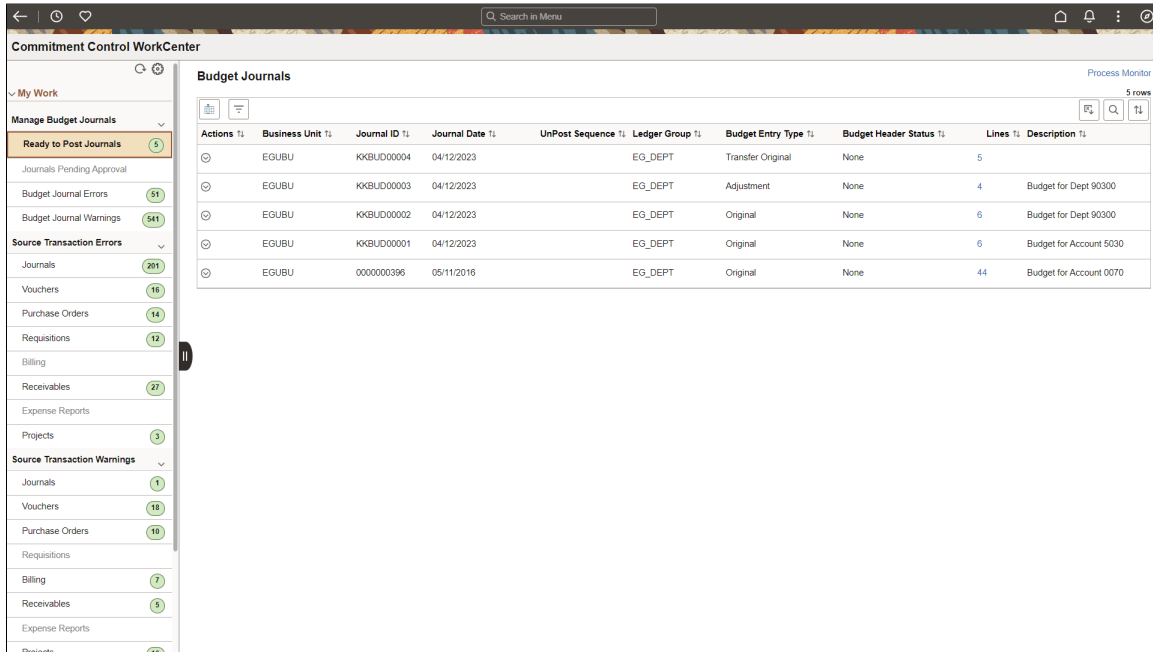 Search in Menu
Commitment Control WorkCenter
My Work
Manage Budget Journals
Ready to Post Journals 5
Journals Pending Approval
Budget Journal Errors 51
Budget Journal Warnings 541
Source Transaction Errors
Journals 201
Vouchers 16
Purchase Orders 14
Requisitions 12
Billing
Receivables 27
Expense Reports
Projects 3
Source Transaction Warnings
Journals 1
Vouchers 18
Purchase Orders 10
Requisitions
Billing 7
Receivables 5
Expense Reports
Projects
Budget Journals
Process Monitor
5 rows
Actions Business Unit Journal ID Journal Date UnPost Sequence Ledger Group Budget Entry Type Budget Header Status Lines Description
EGUBU KKBUD00004 04/12/2023 EG_DEPT Transfer Original None 5
EGUBU KKBUD00003 04/12/2023 EG_DEPT Adjustment None 4 Budget for Dept 90300
EGUBU KKBUD00002 04/12/2023 EG_DEPT Original None 6 Budget for Dept 90300
EGUBU KKBUD00001 04/12/2023 EG_DEPT Original None 6 Budget for Account 5030
EGUBU 0000000396 05/11/2016 EG_DEPT Original None 44 Budget for Account 0070